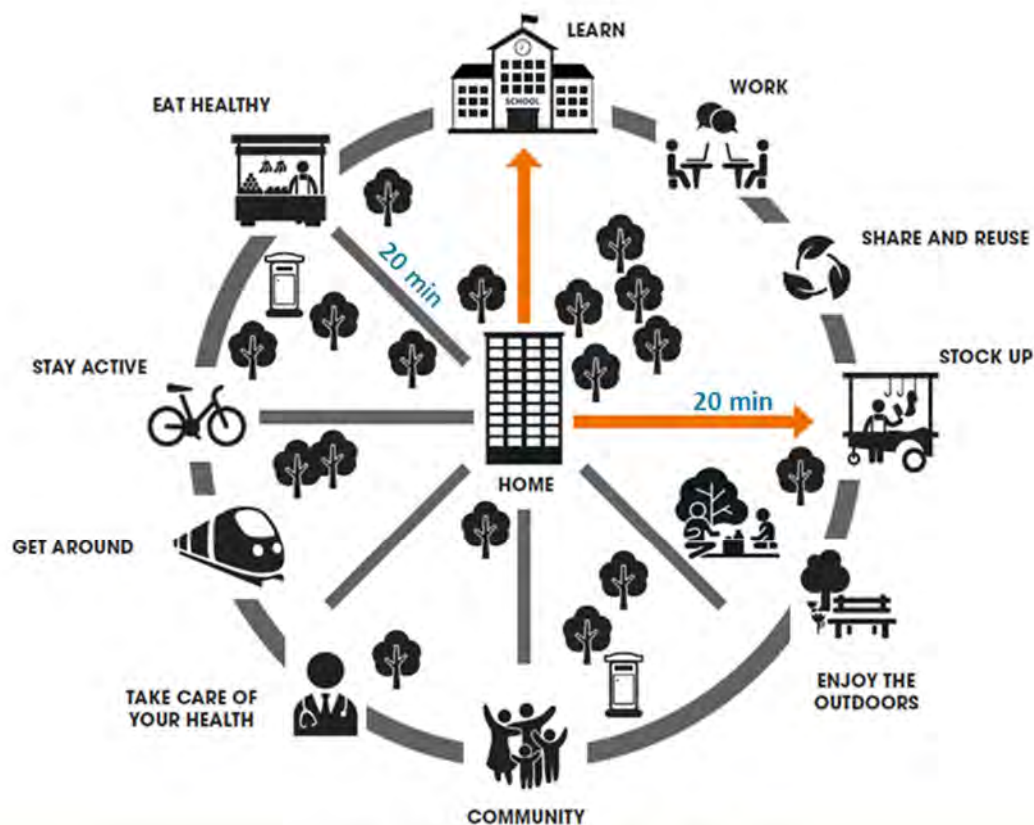 LEARN
WORK
EAT HEALTHY
SCHOOL
SHARE AND REUSE
20 min
STAY ACTIVE
STOCK UP
20 min
HOME
GET AROUND
ENJOY THE
OUTDOORS
TAKE CARE OF
YOUR HEALTH
COMMUNITY